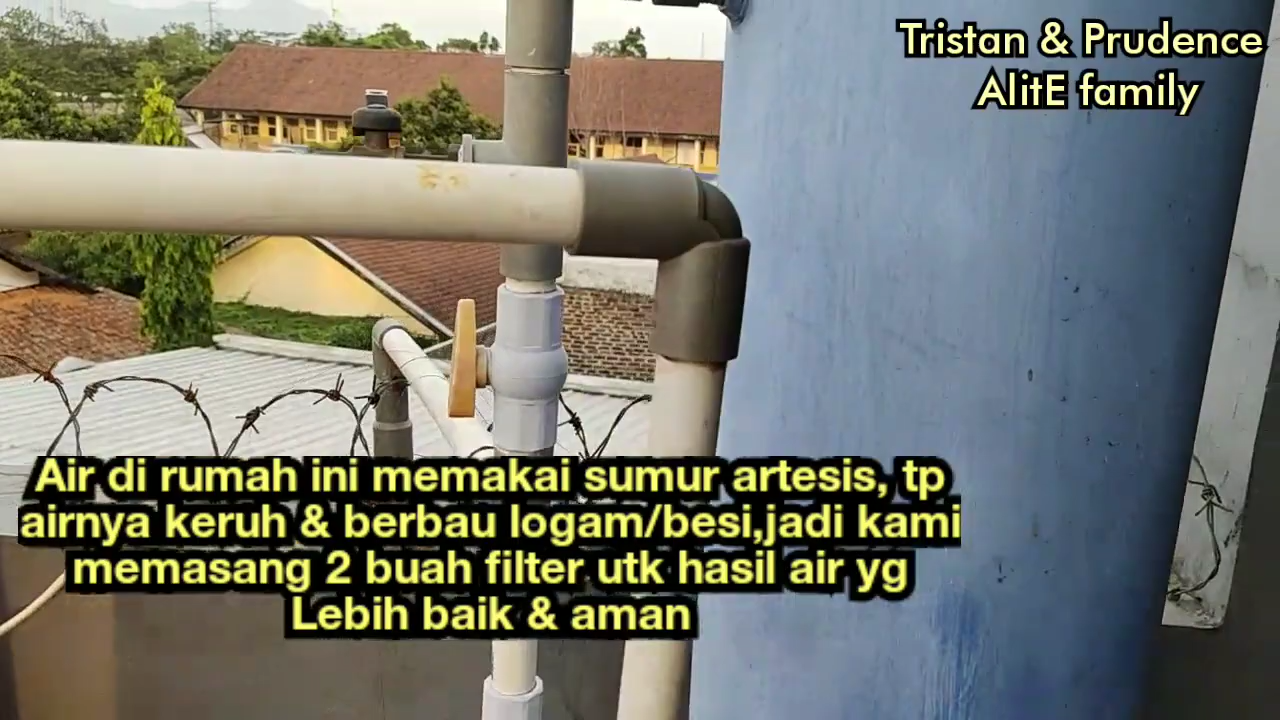 Tristan & Prudence
AlitE family
Air di rumah ini memakai sumur artesis, tp
airnya keruh & berbau logam/besi,jadi kami
memasang 2 buah filter utk hasil air yg
Lebih baik & aman